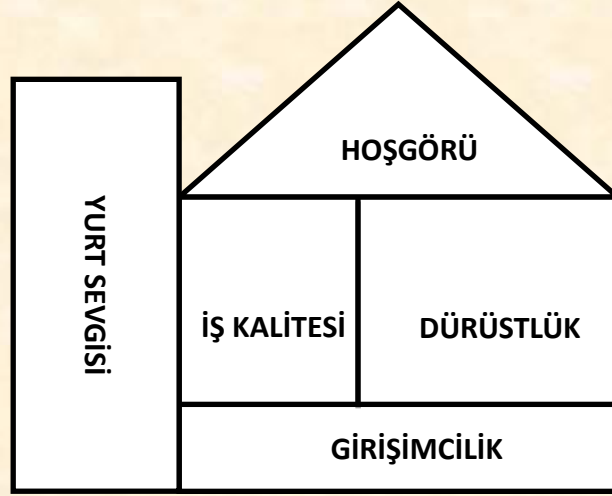 HOŞGÖRÜ
YURT SEVGİSİ
İŞ KALİTESİ
DÜRÜSTLÜK
GİRİŞİMCİLİK